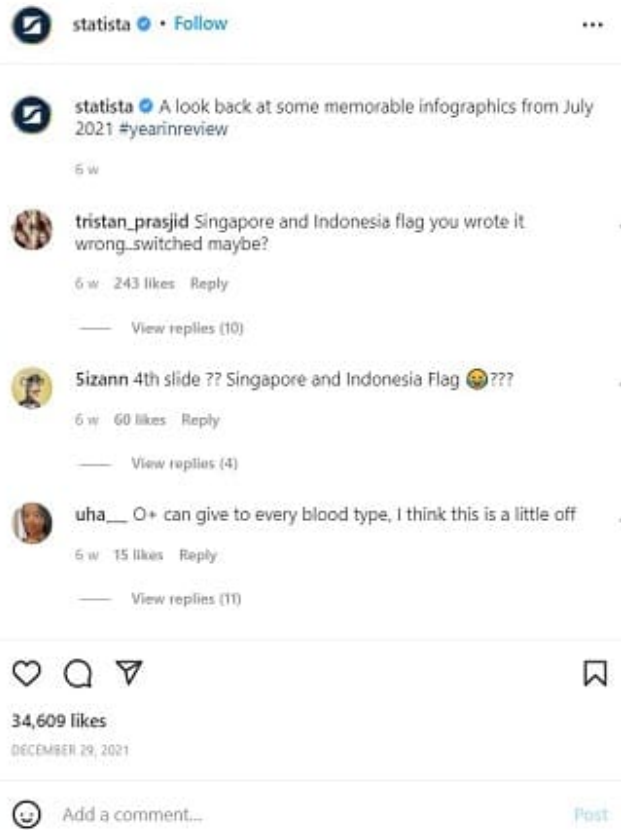 statista • Follow
statista A look back at some memorable infographics from July
2021 #yearinreview
6 w
tristan_prasjid Singapore and Indonesia flag you wrote it
wrong..switched maybe?
6 w 243 likes Reply
View replies (10)
5izann 4th slide ?? Singapore and Indonesia Flag 😂???
6 w 60 likes Reply
View replies (4)
uha__ O+ can give to every blood type, I think this is a little off
6 w 15 likes Reply
View replies (11)
34,609 likes
DECEMBER 29, 2021
Add a comment... Post